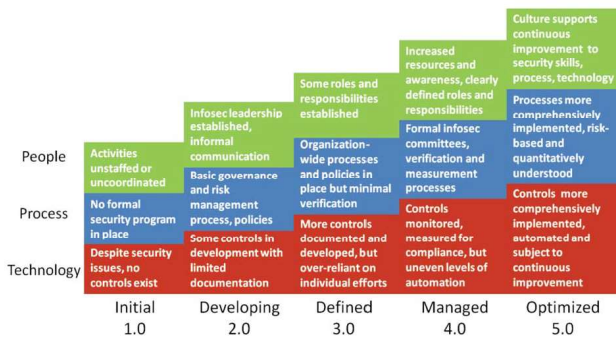 People
Process
Technology
Activities
unstaffed or
uncoordinated
No formal
security program
in place
Despite security
issues, no
controls exist
Initial
1.0
Infosec leadership
established,
informal
communication
Basic governance
and risk
management
process, policies
Some controls in
development with
limited
documentation
Developing
2.0
Some roles and
responsibilities
established
Organization-
wide processes
and policies in
place but minimal
verification
More controls
documented and
developed, but
over-reliant on
individual efforts
Defined
3.0
Increased
resources and
awareness, clearly
defined roles and
responsibilities
Formal infosec
committees,
verification and
measurement
processes
Controls
monitored,
measured for
compliance, but
uneven levels of
automation
Managed
4.0
Culture supports
continuous
improvement to
security skills,
process, technology
Processes more
comprehensively
implemented, risk-
based and
quantitatively
understood
Controls more
comprehensively
implemented,
automated and
subject to
continuous
improvement
Optimized
5.0